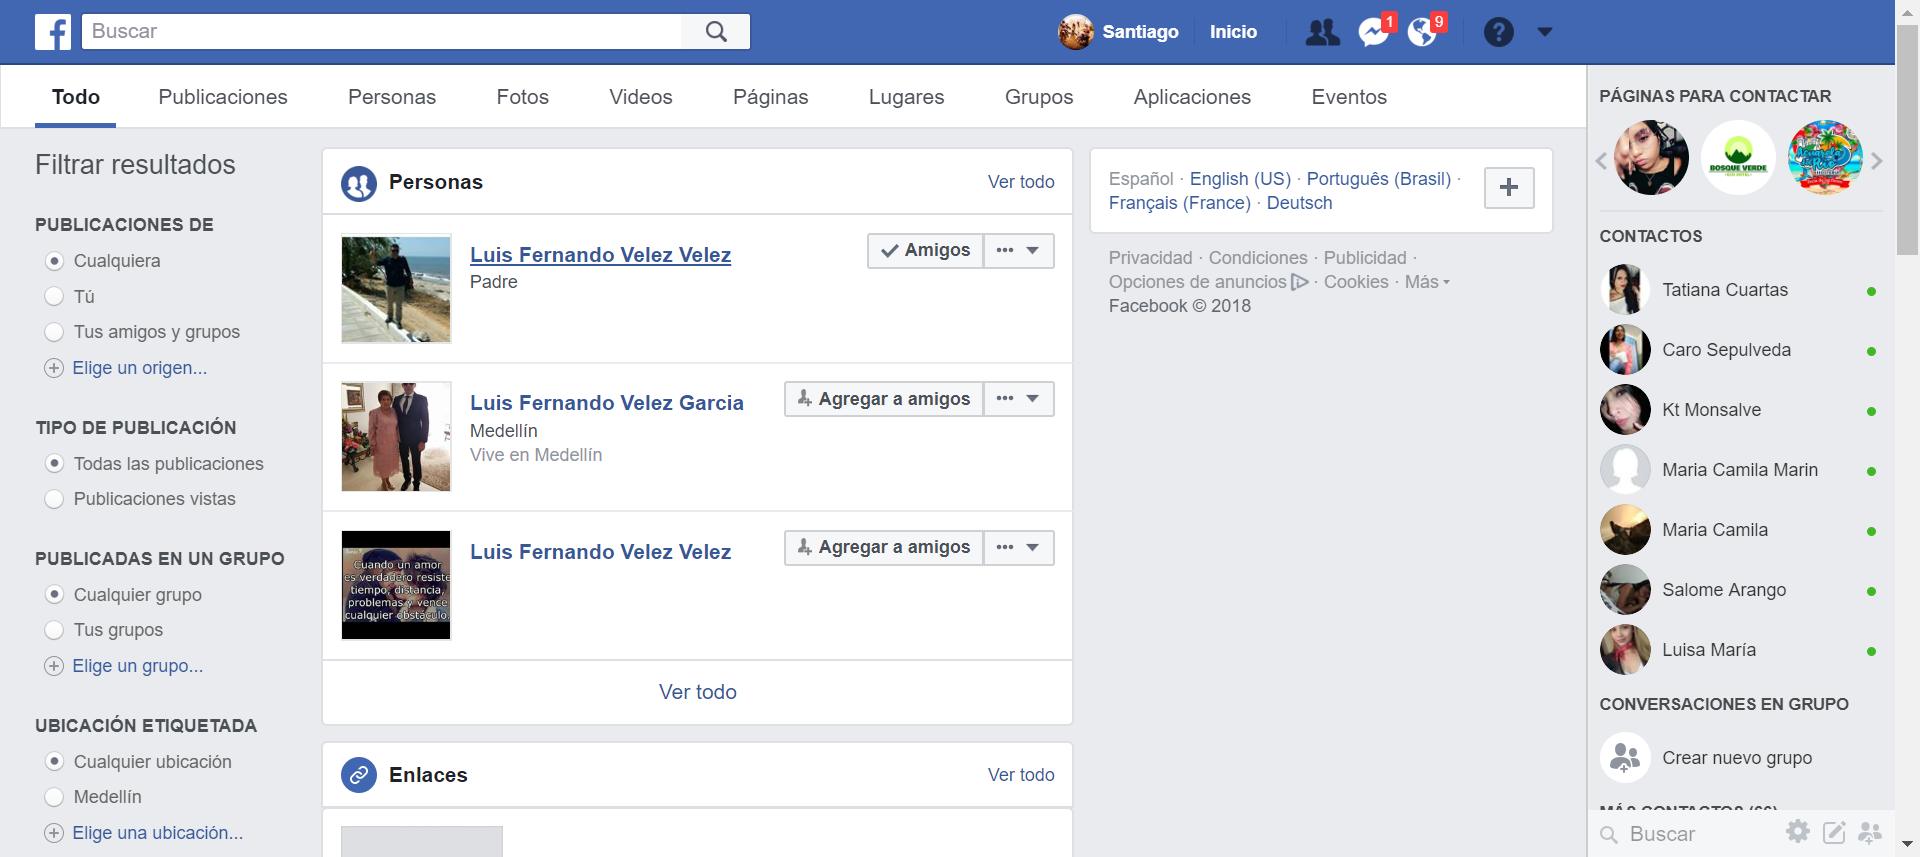 Buscar
Santiago
Inicio
1
9
Todo
Publicaciones
Personas
Fotos
Videos
Páginas
Lugares
Grupos
Aplicaciones
Eventos
Filtrar resultados
PUBLICACIONES DE
Cualquiera
Tú
Tus amigos y grupos
Elige un origen...
TIPO DE PUBLICACIÓN
Todas las publicaciones
Publicaciones vistas
PUBLICADAS EN UN GRUPO
Cualquier grupo
Tus grupos
Elige un grupo...
UBICACIÓN ETIQUETADA
Cualquier ubicación
Medellín
Elige una ubicación...
Personas
Ver todo
Luis Fernando Velez Velez
Padre
Amigos
Luis Fernando Velez Garcia
Medellín
Vive en Medellín
Agregar a amigos
Cuando un amor
es verdadero resiste
tiempo, distancia,
problemas y vence
cualquier obstáculo.
Luis Fernando Velez Velez
Agregar a amigos
Ver todo
Enlaces
Ver todo
Español · English (US) · Português (Brasil) ·
Français (France) · Deutsch
Privacidad · Condiciones · Publicidad ·
Opciones de anuncios · Cookies · Más
Facebook © 2018
PÁGINAS PARA CONTACTAR
BOSQUE VERDE
CONTACTOS
Tatiana Cuartas
Caro Sepulveda
Kt Monsalve
Maria Camila Marin
Maria Camila
Salome Arango
Luisa María
CONVERSACIONES EN GRUPO
Crear nuevo grupo
MÁS CONTACTOS (66)
Buscar